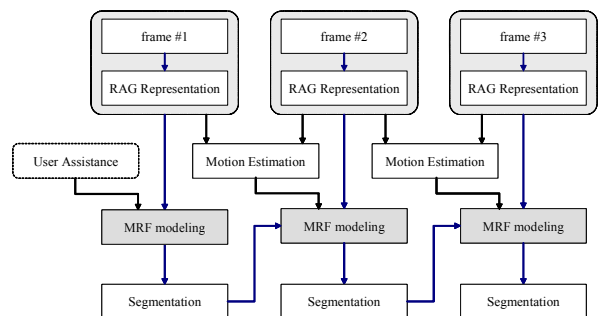 frame #1
frame #2
frame #3
RAG Representation
RAG Representation
RAG Representation
User Assistance
Motion Estimation
Motion Estimation
MRF modeling
MRF modeling
MRF modeling
Segmentation
Segmentation
Segmentation